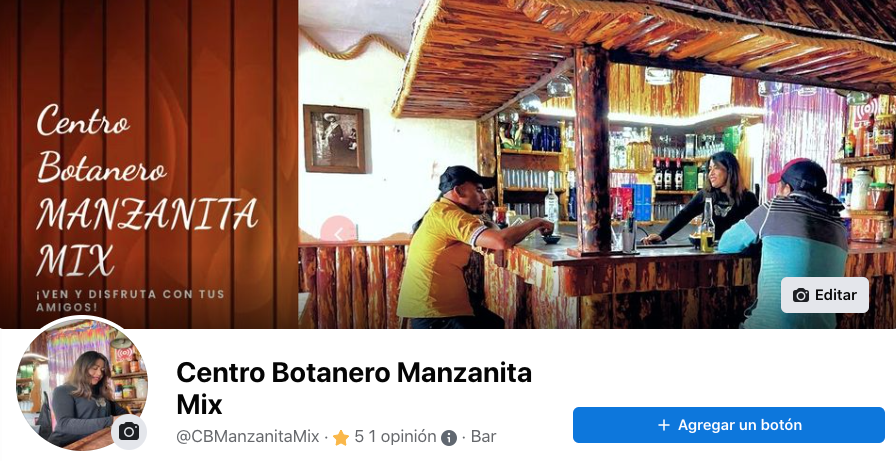 Centro
Botanero
MANZANITA
MIX
¡VEN Y DISFRUTA CON TUS
AMIGOS!
Editar
Centro Botanero Manzanita
Mix
@CBManzanitaMix · 5 1 opinión · Bar
+ Agregar un botón